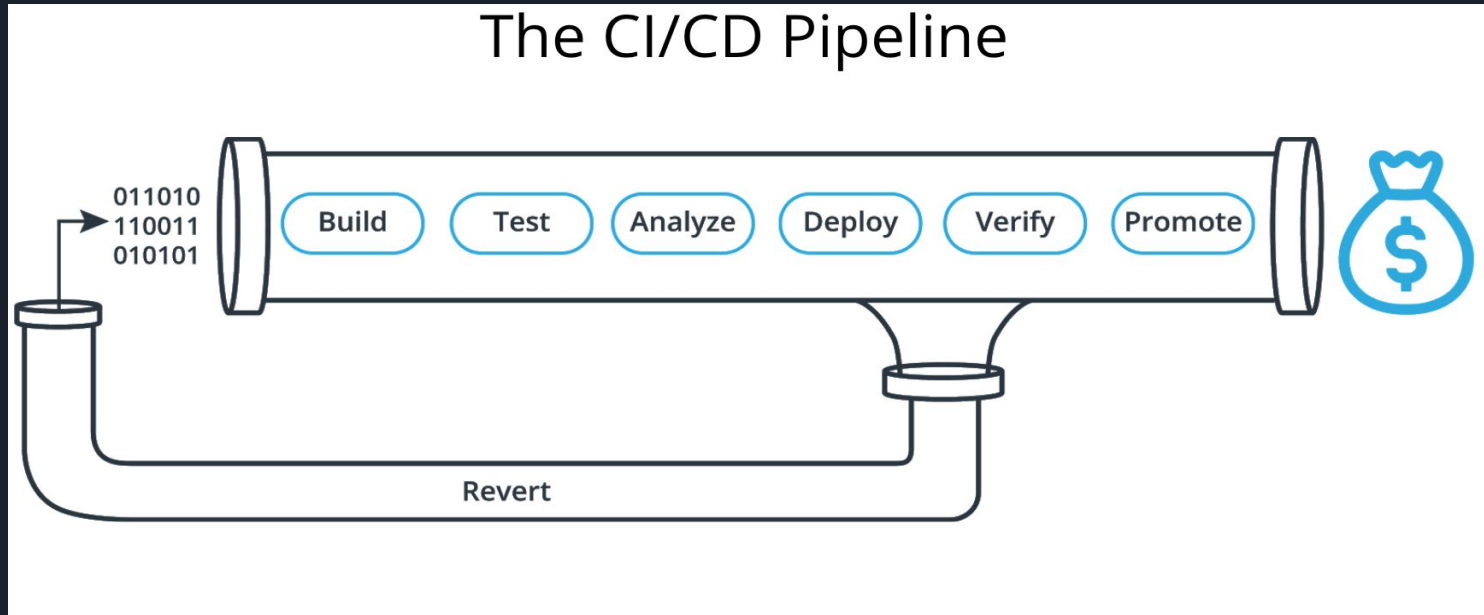 The CI/CD Pipeline
011010
110011
010101
Build Test Analyze Deploy Verify Promote
$
Revert